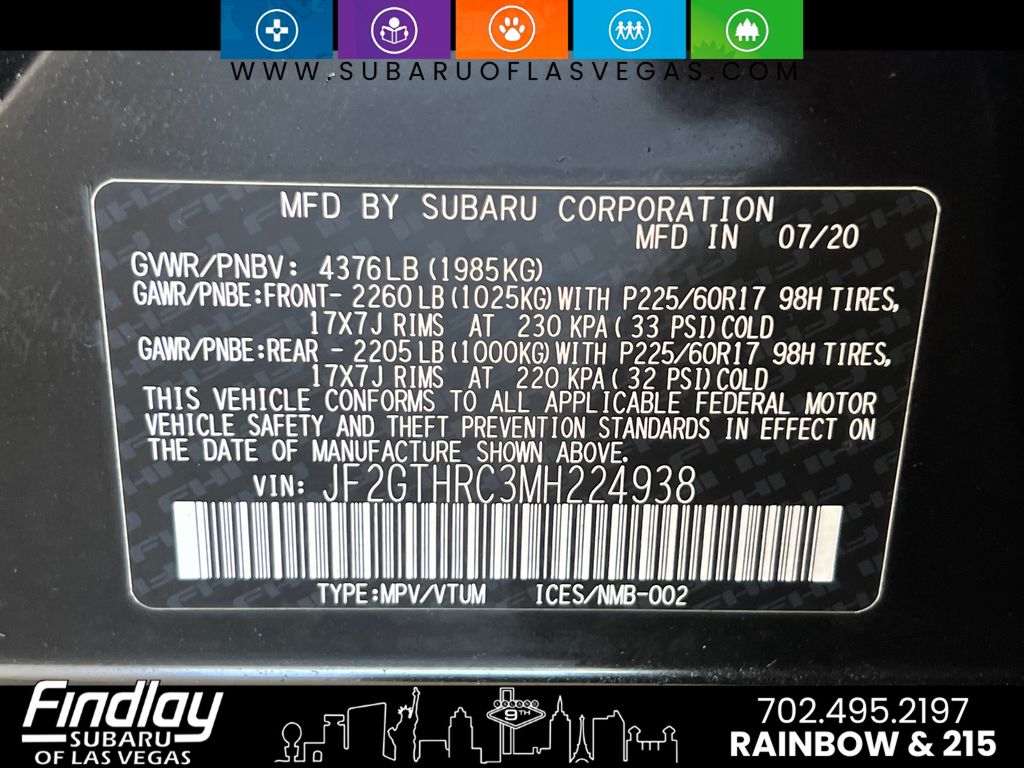 WWW.SUBARUOFLASVEGAS.COM
MFD BY SUBARU CORPORATION
MFD IN 07/20
GVWR/PNBV: 4376LB(1985KG)
GAWR/PNBE:FRONT- 2260 LB(1025KG)WITH P225/60R17 98H TIRES,
17X7J RIMS AT 230 KPA( 33 PSI)COLD
GAWR/PNBE:REAR - 2205 LB(1000KG)WITH P225/60R17 98H TIRES,
17X7J RIMS AT 220 KPA( 32 PSI)COLD
THIS VEHICLE CONFORMS TO ALL APPLICABLE FEDERAL MOTOR
VEHICLE SAFETY AND THEFT PREVENTION STANDARDS IN EFFECT ON
THE DATE OF MANUFACTURE SHOWN ABOVE.
VIN: JF2GTHRC3MH224938
TYPE:MPV/VTUM ICES/NMB-002
Findlay
SUBARU
OF LAS VEGAS
9TH
702.495.2197
RAINBOW & 215